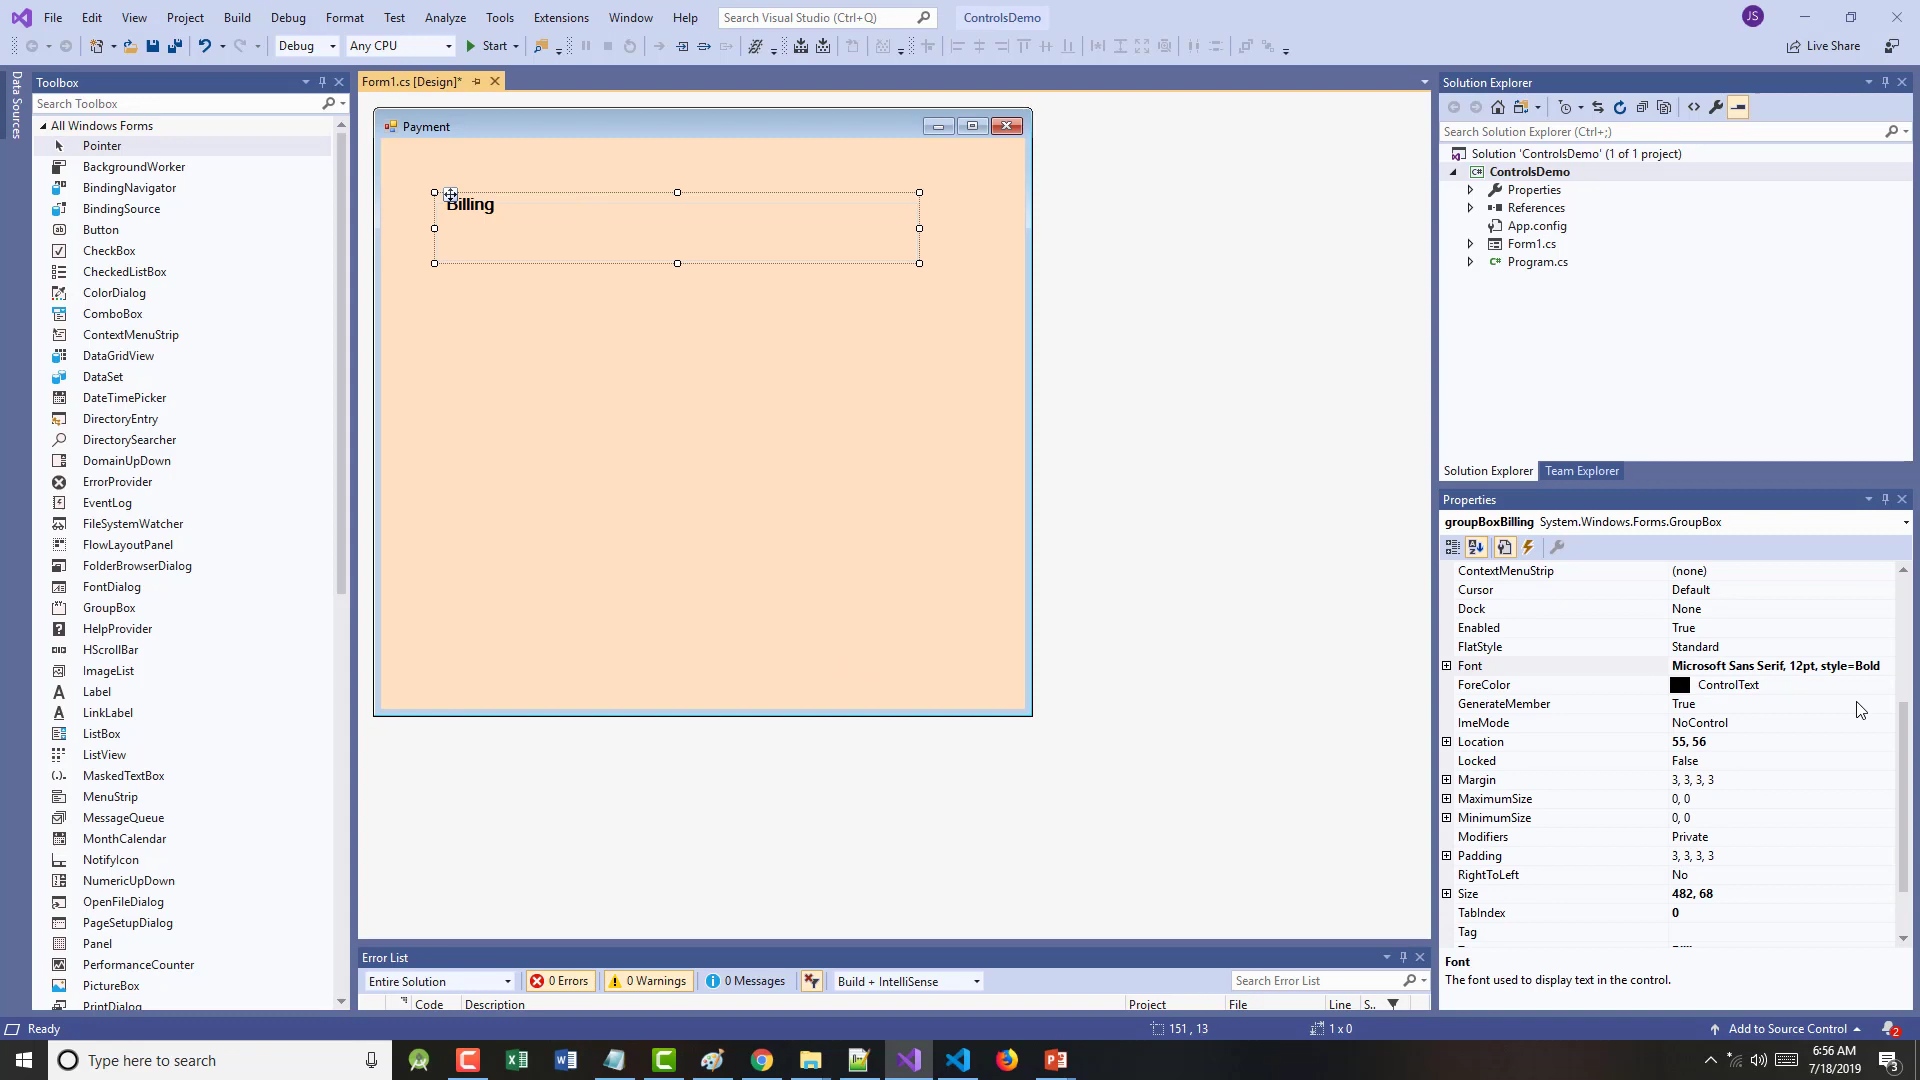 File Edit View Project Build Debug Format Test Analyze Tools Extensions Window Help Search Visual Studio (Ctrl+Q) ControlsDemo JS
Debug Any CPU Start Live Share
Data Sources
Toolbox
Search Toolbox
All Windows Forms
Pointer
BackgroundWorker
BindingNavigator
BindingSource
Button
CheckBox
CheckedListBox
ColorDialog
ComboBox
ContextMenuStrip
DataGridView
DataSet
DateTimePicker
DirectoryEntry
DirectorySearcher
DomainUpDown
ErrorProvider
EventLog
FileSystemWatcher
FlowLayoutPanel
FolderBrowserDialog
FontDialog
GroupBox
HelpProvider
HScrollBar
ImageList
Label
LinkLabel
ListBox
ListView
MaskedTextBox
MenuStrip
MessageQueue
MonthCalendar
NotifyIcon
NumericUpDown
OpenFileDialog
PageSetupDialog
Panel
PerformanceCounter
PictureBox
PrintDialog
Form1.cs [Design]*
Payment
Billing
Error List
Entire Solution 0 Errors 0 Warnings 0 Messages Build + IntelliSense Search Error List
Code Description Project File Line S..
Solution Explorer
Search Solution Explorer (Ctrl+;)
Solution 'ControlsDemo' (1 of 1 project)
ControlsDemo
Properties
References
App.config
Form1.cs
Program.cs
Solution Explorer Team Explorer
Properties
groupBoxBilling System.Windows.Forms.GroupBox
ContextMenuStrip (none)
Cursor Default
Dock None
Enabled True
FlatStyle Standard
Font Microsoft Sans Serif, 12pt, style=Bold
ForeColor ControlText
GenerateMember True
ImeMode NoControl
Location 55, 56
Locked False
Margin 3, 3, 3, 3
MaximumSize 0, 0
MinimumSize 0, 0
Modifiers Private
Padding 3, 3, 3, 3
RightToLeft No
Size 482, 68
TabIndex 0
Tag
Font
The font used to display text in the control.
Ready 151 , 13 1 x 0 Add to Source Control 2
Type here to search 6:56 AM
7/18/2019 3